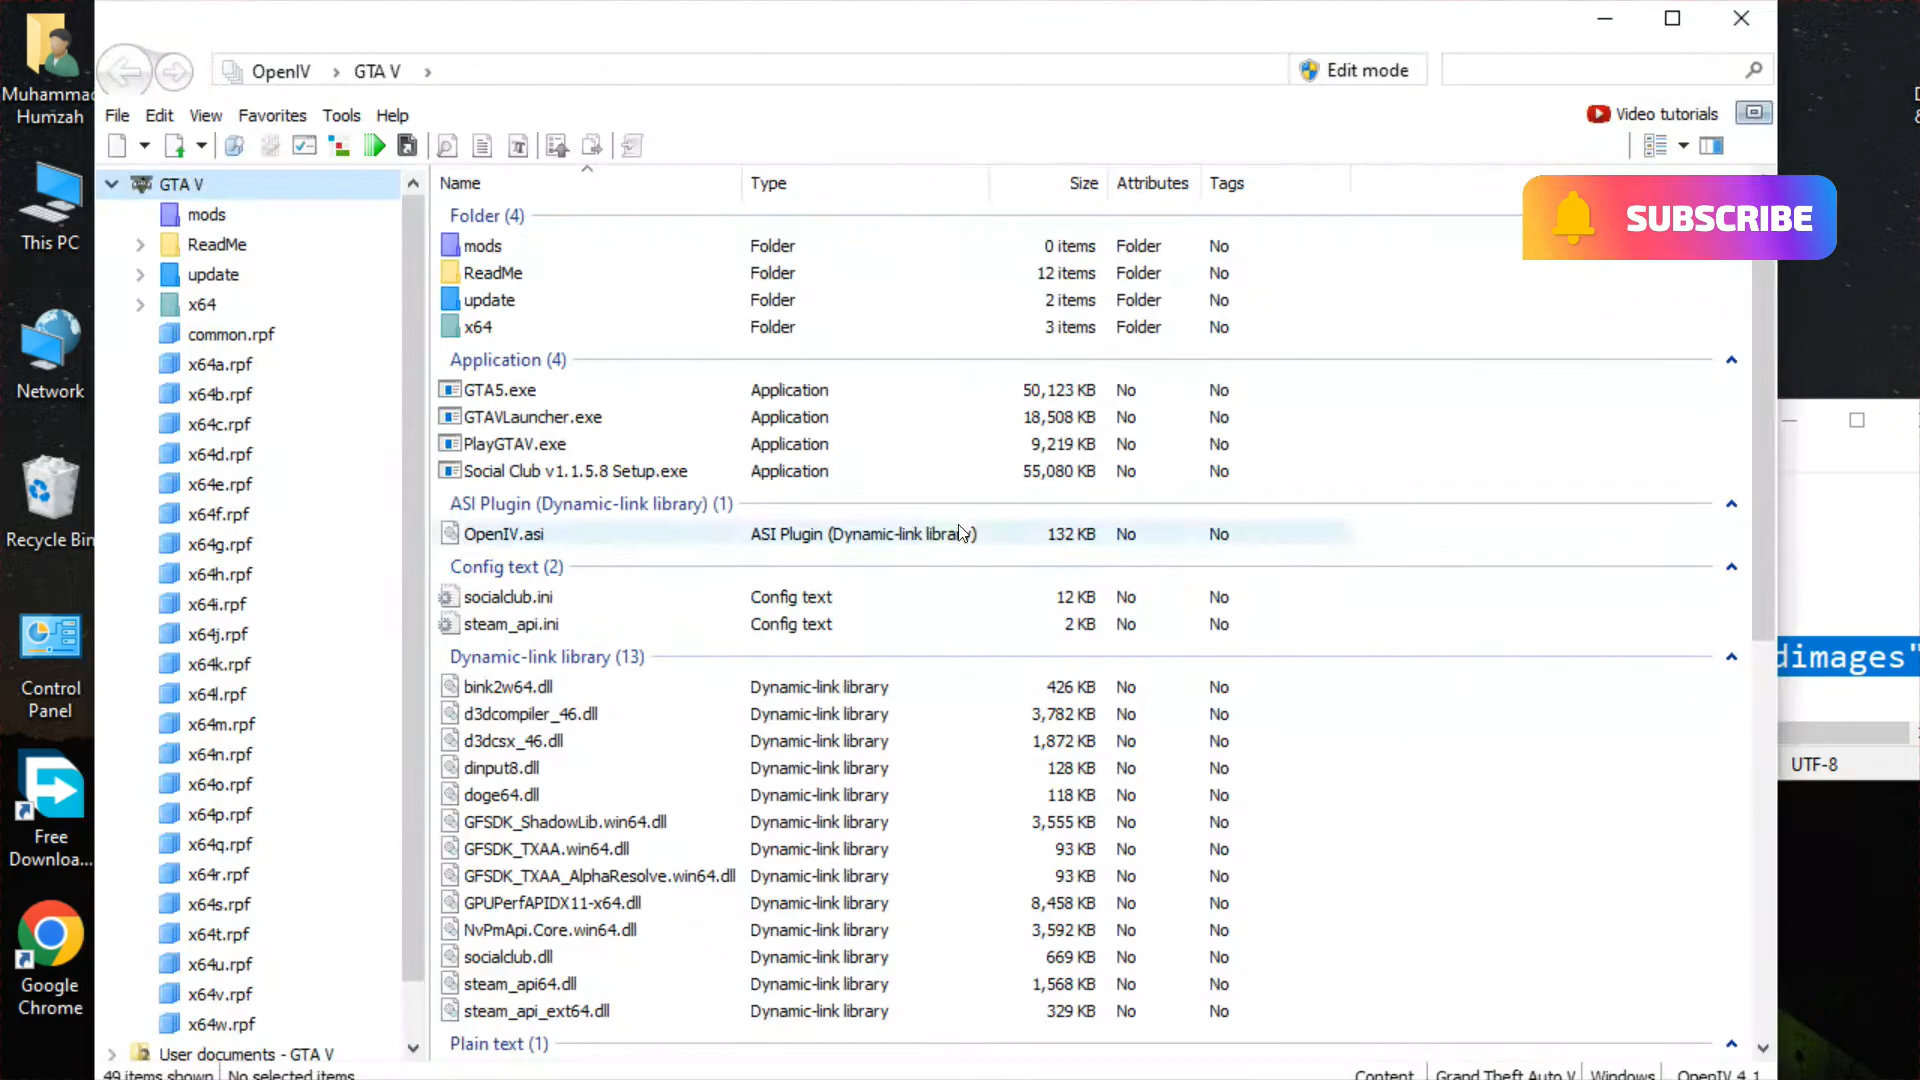 OpenIV > GTA V >
Edit mode
File Edit View Favorites Tools Help
Video tutorials
SUBSCRIBE
Muhammad
Humzah
This PC
Network
Recycle Bin
Control
Panel
Free
Downloa...
Google
Chrome
GTA V
mods
ReadMe
update
x64
common.rpf
x64a.rpf
x64b.rpf
x64c.rpf
x64d.rpf
x64e.rpf
x64f.rpf
x64g.rpf
x64h.rpf
x64i.rpf
x64j.rpf
x64k.rpf
x64l.rpf
x64m.rpf
x64n.rpf
x64o.rpf
x64p.rpf
x64q.rpf
x64r.rpf
x64s.rpf
x64t.rpf
x64u.rpf
x64v.rpf
x64w.rpf
User documents - GTA V
Name Type Size Attributes Tags
Folder (4)
mods Folder 0 items Folder No
ReadMe Folder 12 items Folder No
update Folder 2 items Folder No
x64 Folder 3 items Folder No
Application (4)
GTA5.exe Application 50,123 KB No No
GTAVLauncher.exe Application 18,508 KB No No
PlayGTAV.exe Application 9,219 KB No No
Social Club v1.1.5.8 Setup.exe Application 55,080 KB No No
ASI Plugin (Dynamic-link library) (1)
OpenIV.asi ASI Plugin (Dynamic-link library) 132 KB No No
Config text (2)
socialclub.ini Config text 12 KB No No
steam_api.ini Config text 2 KB No No
Dynamic-link library (13)
bink2w64.dll Dynamic-link library 426 KB No No
d3dcompiler_46.dll Dynamic-link library 3,782 KB No No
d3dcsx_46.dll Dynamic-link library 1,872 KB No No
dinput8.dll Dynamic-link library 128 KB No No
doge64.dll Dynamic-link library 118 KB No No
GFSDK_ShadowLib.win64.dll Dynamic-link library 3,555 KB No No
GFSDK_TXAA.win64.dll Dynamic-link library 93 KB No No
GFSDK_TXAA_AlphaResolve.win64.dll Dynamic-link library 93 KB No No
GPUPerfAPIDX11-x64.dll Dynamic-link library 8,458 KB No No
NvPmApi.Core.win64.dll Dynamic-link library 3,592 KB No No
socialclub.dll Dynamic-link library 669 KB No No
steam_api64.dll Dynamic-link library 1,568 KB No No
steam_api_ext64.dll Dynamic-link library 329 KB No No
Plain text (1)
49 items shown No selected items
Content Grand Theft Auto V Windows OpenIV 4.1
dimages"
UTF-8